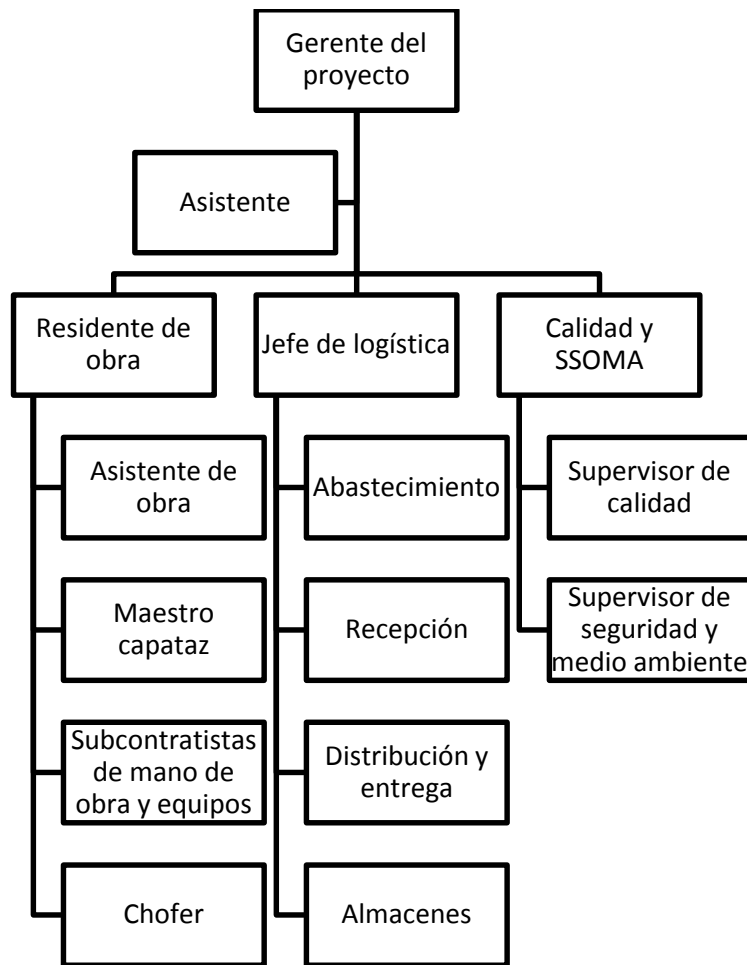 Gerente del
proyecto
Asistente
Residente de
obra
Jefe de logística
Calidad y
SSOMA
Asistente de
obra
Abastecimiento
Supervisor de
calidad
Maestro
capataz
Recepción
Supervisor de
seguridad y
medio ambiente
Subcontratistas
de mano de
obra y equipos
Distribución y
entrega
Chofer
Almacenes